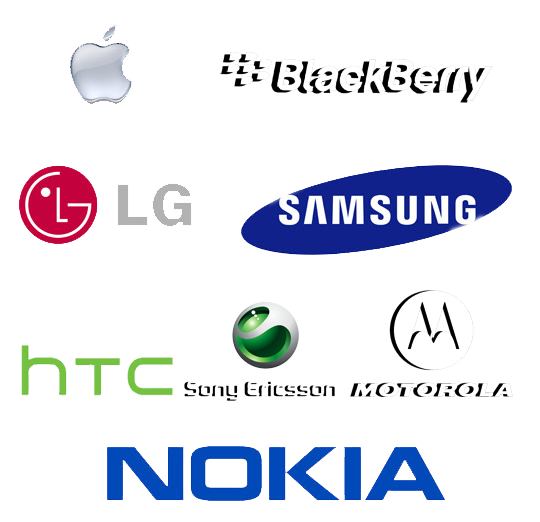 BlackBerry
LG
SAMSUNG
hTC
Sony Ericsson
MOTOROLA
NOKIA